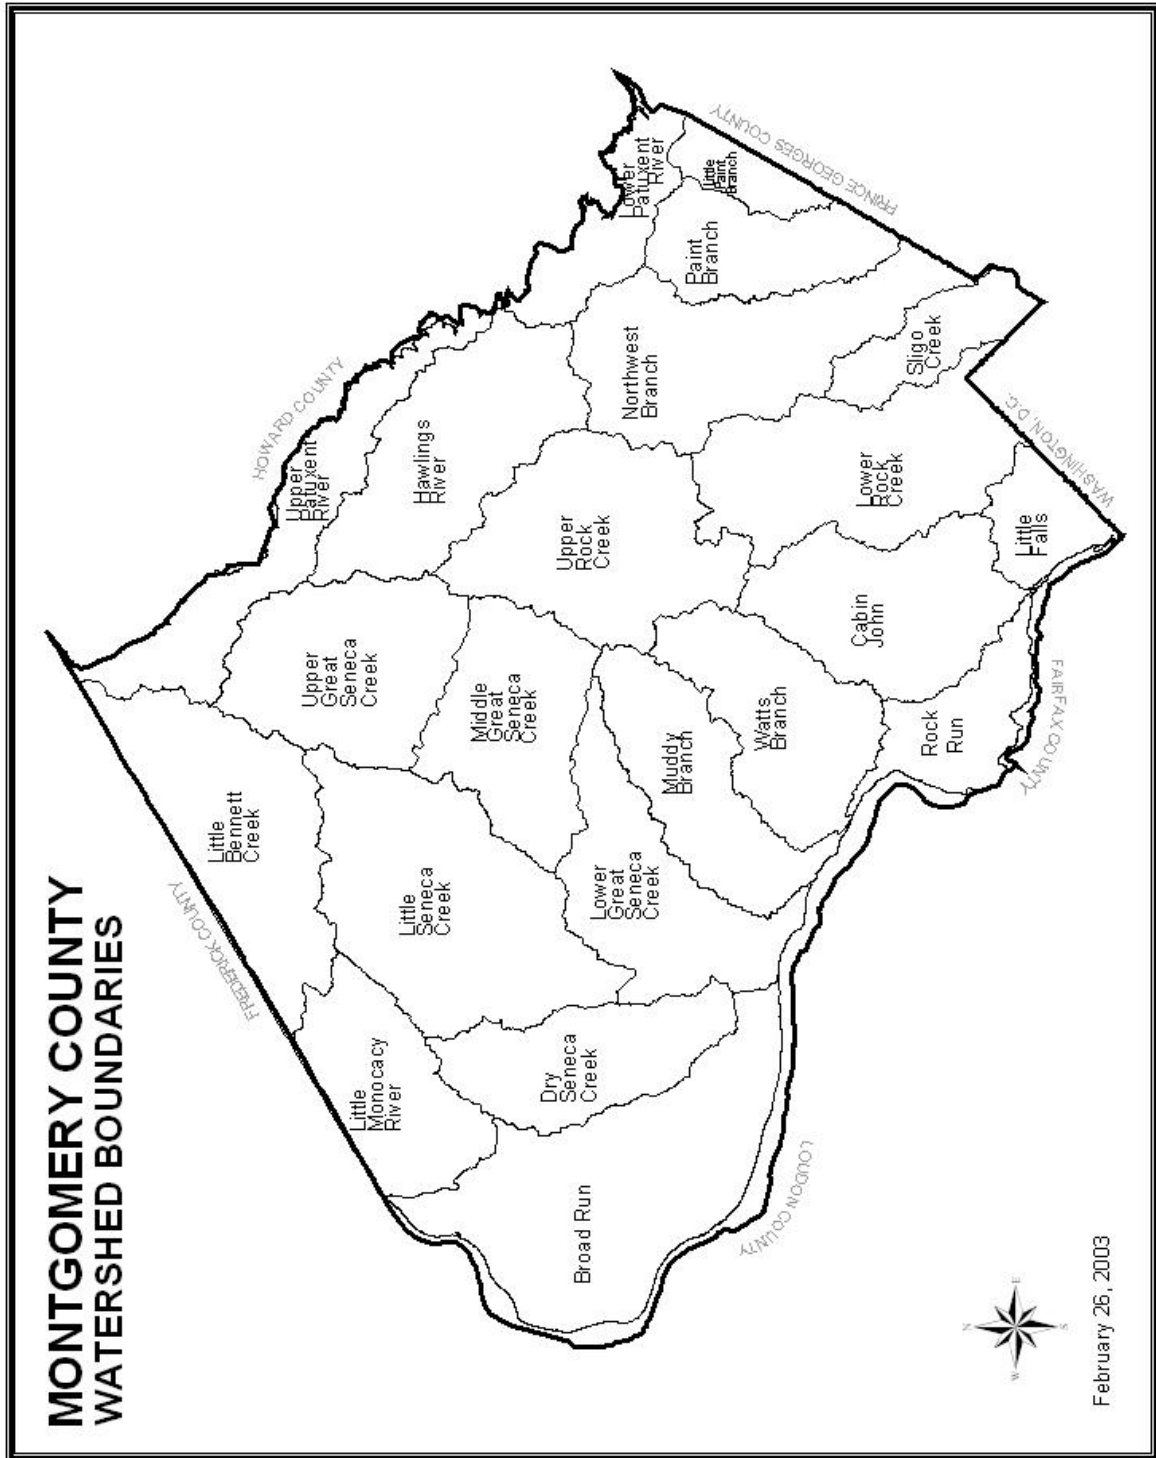 MONTGOMERY COUNTY
WATERSHED BOUNDARIES
FREDERICK COUNTY
HOWARD COUNTY
PRINCE GEORGES COUNTY
WASHINGTON, D.C.
FAIRFAX COUNTY
LOUDON COUNTY
Little
Bennett
Creek
Upper
Great
Seneca
Creek
Upper
Patuxent
River
Hawlings
River
Lower
Patuxent
River
Little
Paint
Branch
Paint
Branch
Northwest
Branch
Sligo
Creek
Little
Monocacy
River
Little
Seneca
Creek
Middle
Great
Seneca
Creek
Upper
Rock
Creek
Lower
Rock
Creek
Broad Run
Dry
Seneca
Creek
Lower
Great
Seneca
Creek
Muddy
Branch
Watts
Branch
Cabin
John
Little
Falls
Rock
Run
N
E
S
W
February 26, 2003